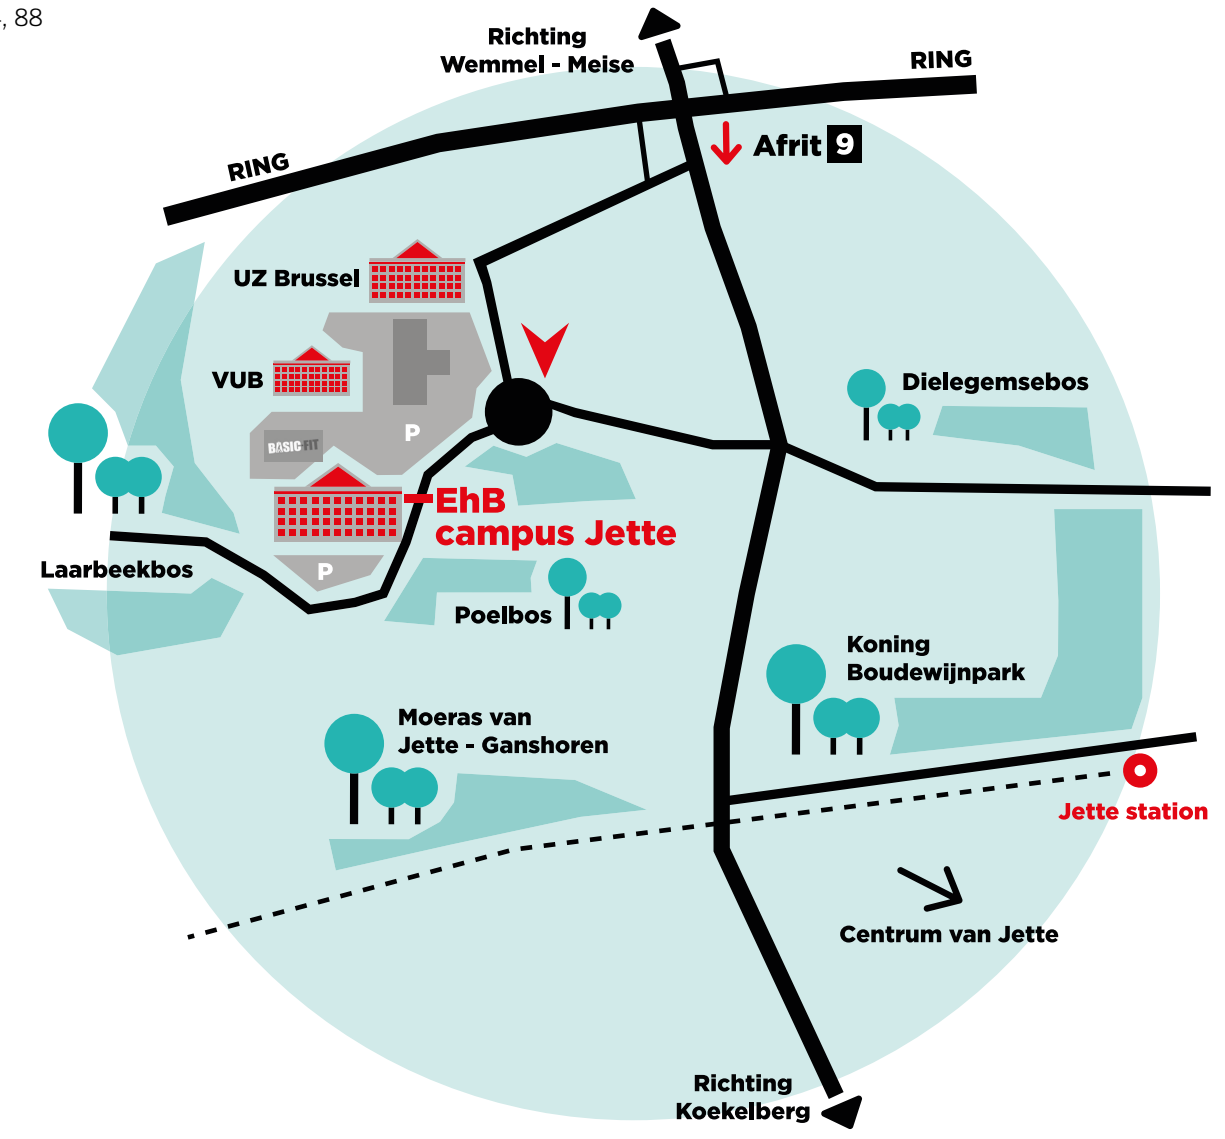 , 88
Richting
Wemmel - Meise
RING
Afrit 9
RING
UZ Brussel
VUB
Dielegemsebos
P
BASIC-FIT
EhB
campus Jette
Laarbeekbos
P
Poelbos
Koning
Boudewijnpark
Moeras van
Jette - Ganshoren
Jette station
Centrum van Jette
Richting
Koekelberg